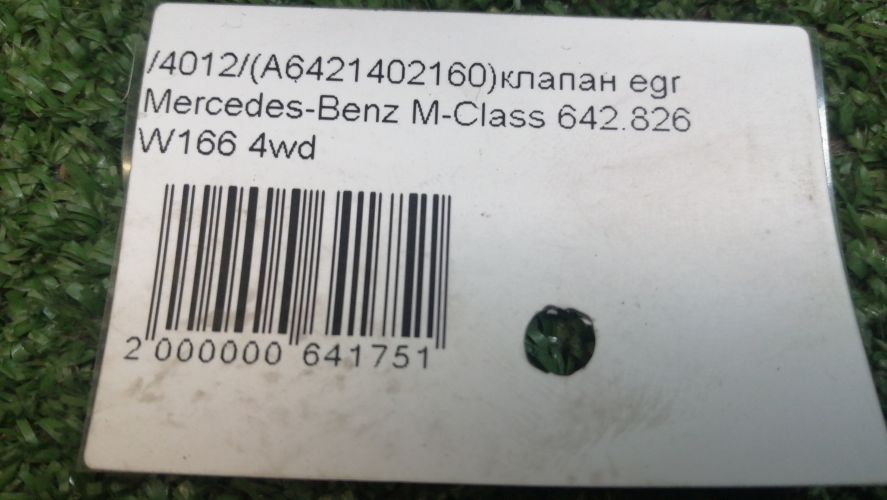 /4012/(A6421402160)клапан egr
Mercedes-Benz M-Class 642.826
W166 4wd
2 000000 641751